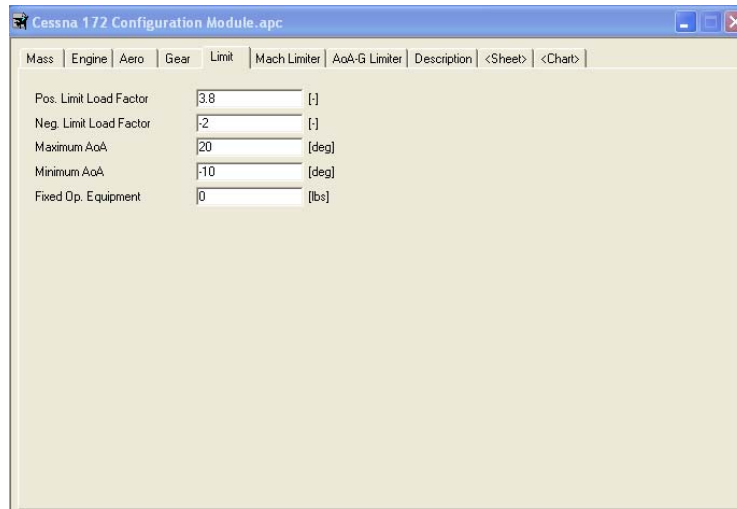 Cessna 172 Configuration Module.apc
Mass Engine Aero Gear Limit Mach Limiter AoA-G Limiter Description <Sheet> <Chart>
Pos. Limit Load Factor 3.8 [-]
Neg. Limit Load Factor -2 [-]
Maximum AoA 20 [deg]
Minimum AoA -10 [deg]
Fixed Op. Equipment 0 [lbs]